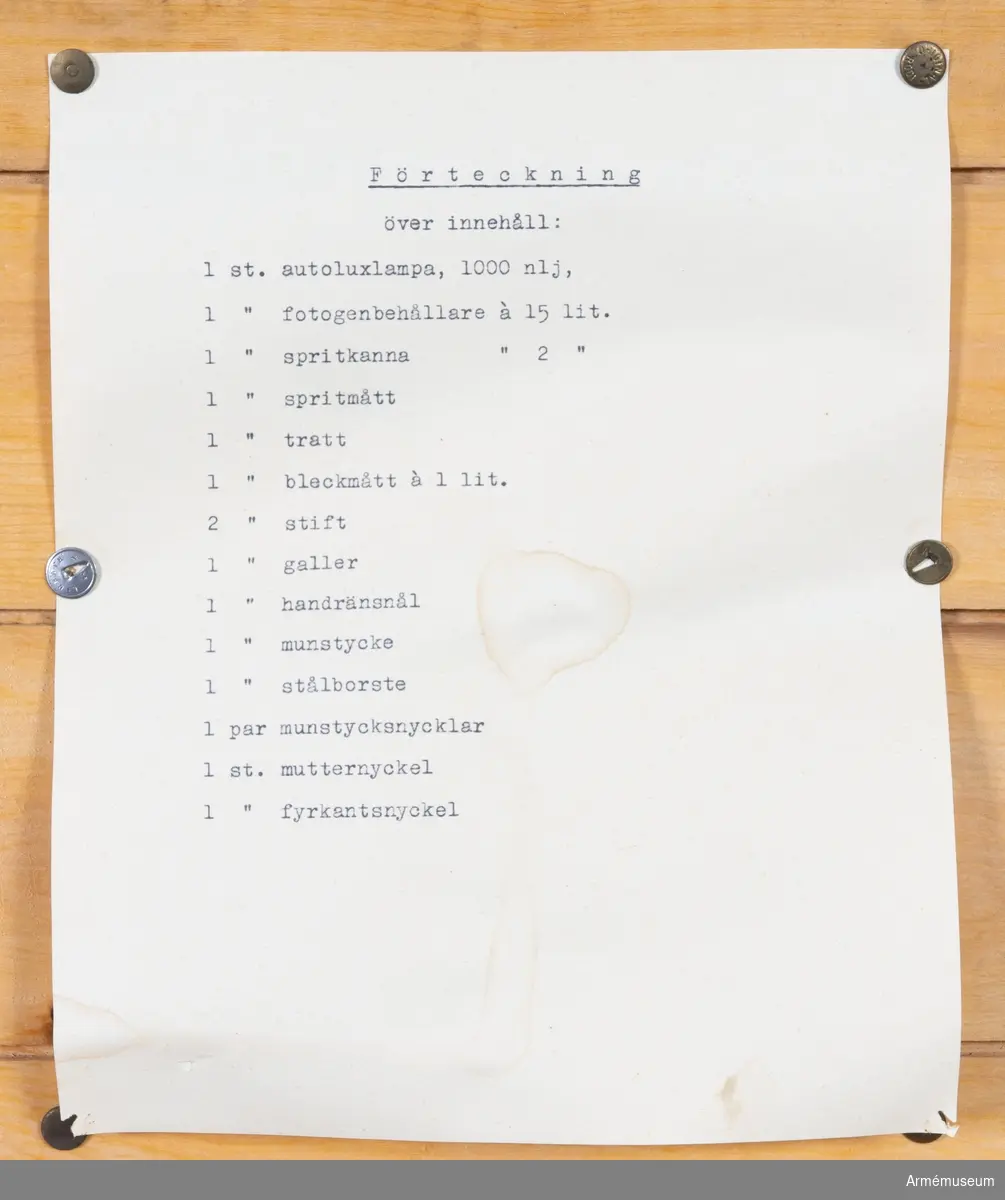 Förteckning
över innehåll:
1 st. autoluxlampa, 1000 nlj,
1 " fotogenbehållare à 15 lit.
1 " spritkanna " 2 "
1 " spritmått
1 " tratt
1 " bleckmått à 1 lit.
2 " stift
1 " galler
1 " handränsnål
1 " munstycke
1 " stålborste
1 par munstycksnycklar
1 st. mutternyckel
1 " fyrkantsnyckel
Armémuseum